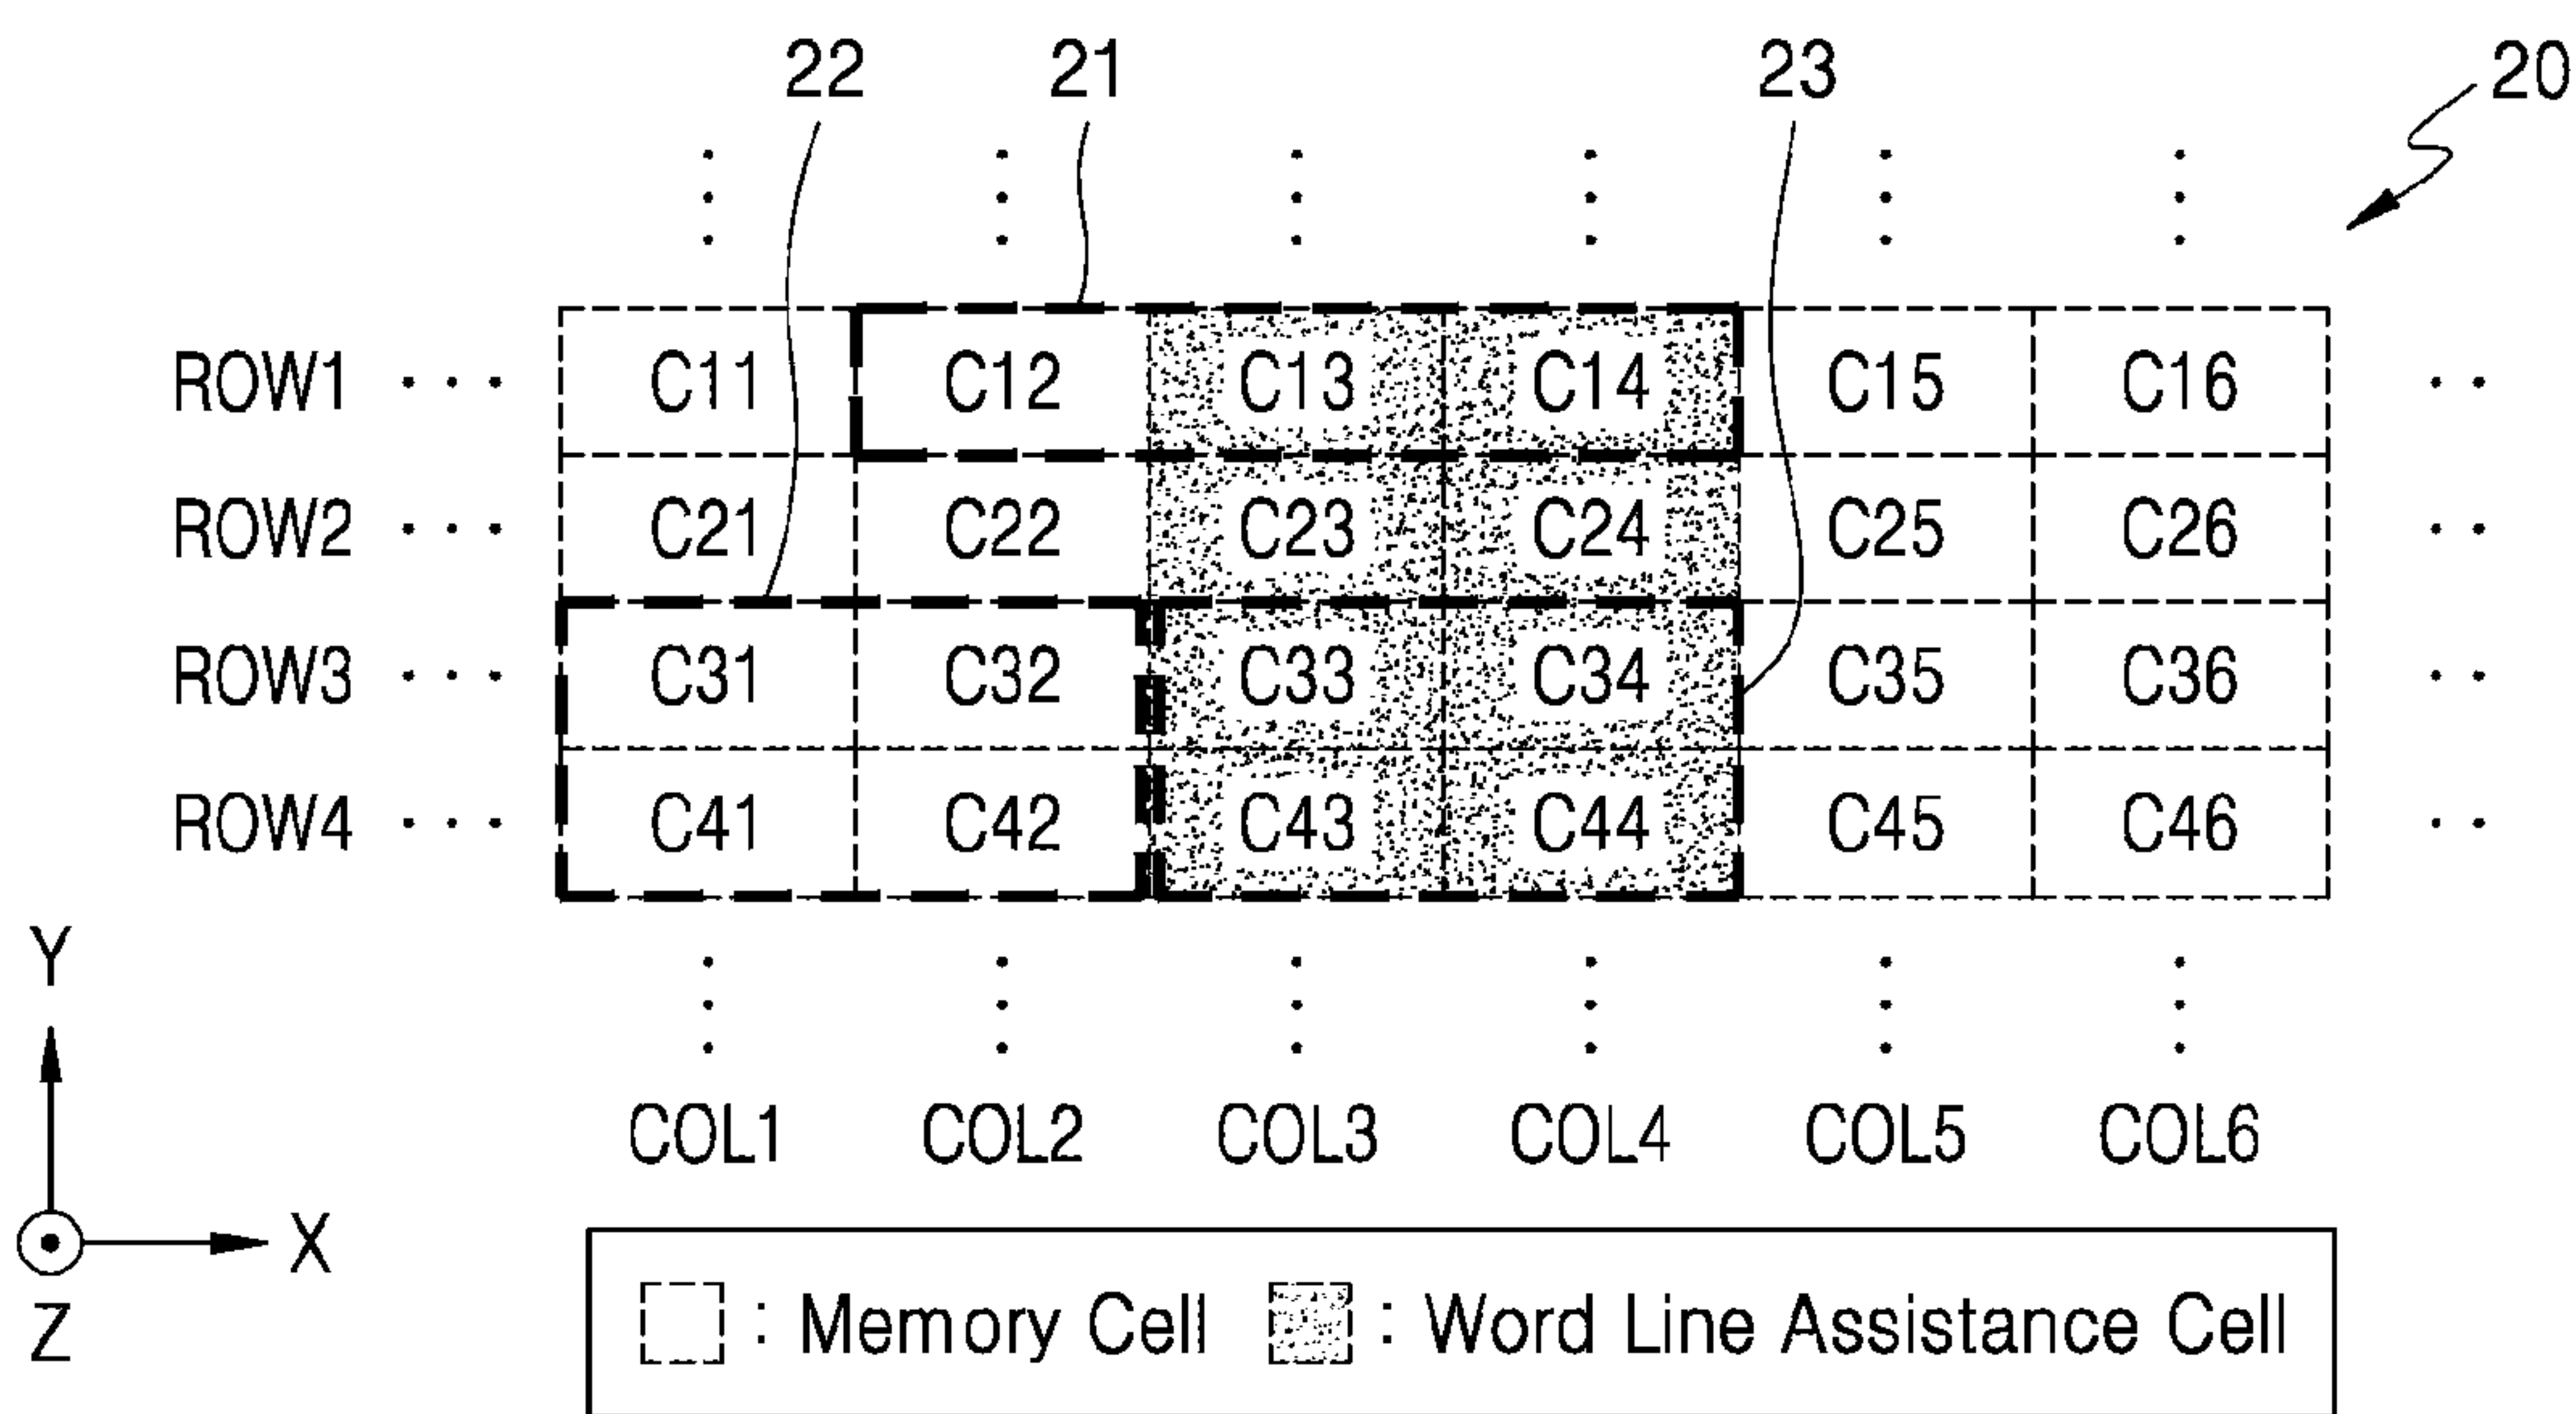 22 21 23 20
ROW1 · · · C11 C12 C13 C14 C15 C16 · ·
ROW2 · · · C21 C22 C23 C24 C25 C26 · ·
ROW3 · · · C31 C32 C33 C34 C35 C36 · ·
ROW4 · · · C41 C42 C43 C44 C45 C46 · ·
Y
COL1 COL2 COL3 COL4 COL5 COL6
X
Z
: Memory Cell : Word Line Assistance Cell